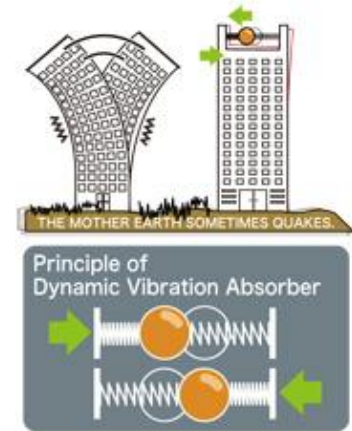 THE MOTHER EARTH SOMETIMES QUAKES.
Principle of
Dynamic Vibration Absorber